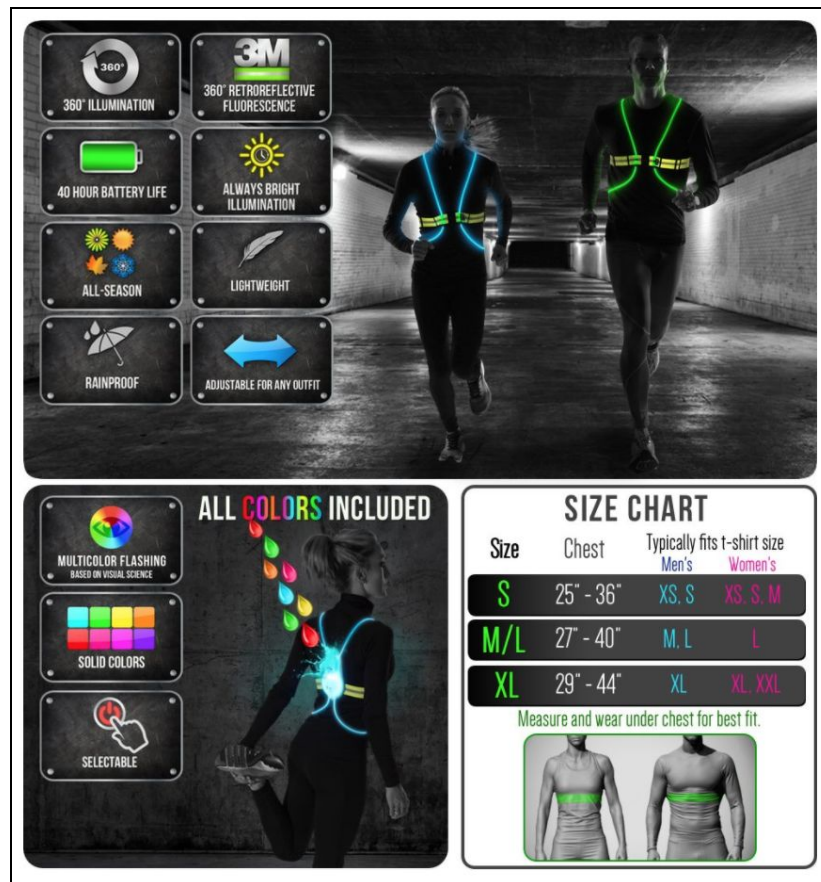 360°
360° ILLUMINATION
3M
360° RETROREFLECTIVE
FLUORESCENCE
40 HOUR BATTERY LIFE
ALWAYS BRIGHT
ILLUMINATION
ALL-SEASON
LIGHTWEIGHT
RAINPROOF
ADJUSTABLE FOR ANY OUTFIT
ALL COLORS INCLUDED
MULTICOLOR FLASHING
BASED ON VISUAL SCIENCE
SOLID COLORS
SELECTABLE
SIZE CHART
Size Chest Typically fits t-shirt size
Men's Women's
S 25" - 36" XS, S XS, S, M
M/L 27" - 40" M, L L
XL 29" - 44" XL XL, XXL
Measure and wear under chest for best fit.